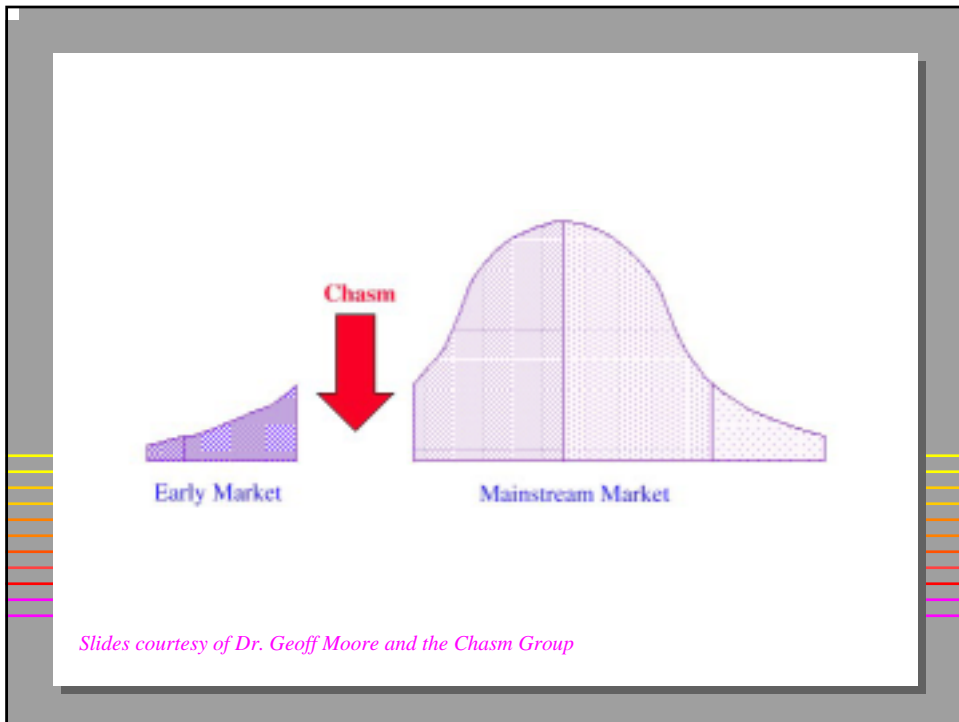 Chasm
Early Market
Mainstream Market
Slides courtesy of Dr. Geoff Moore and the Chasm Group